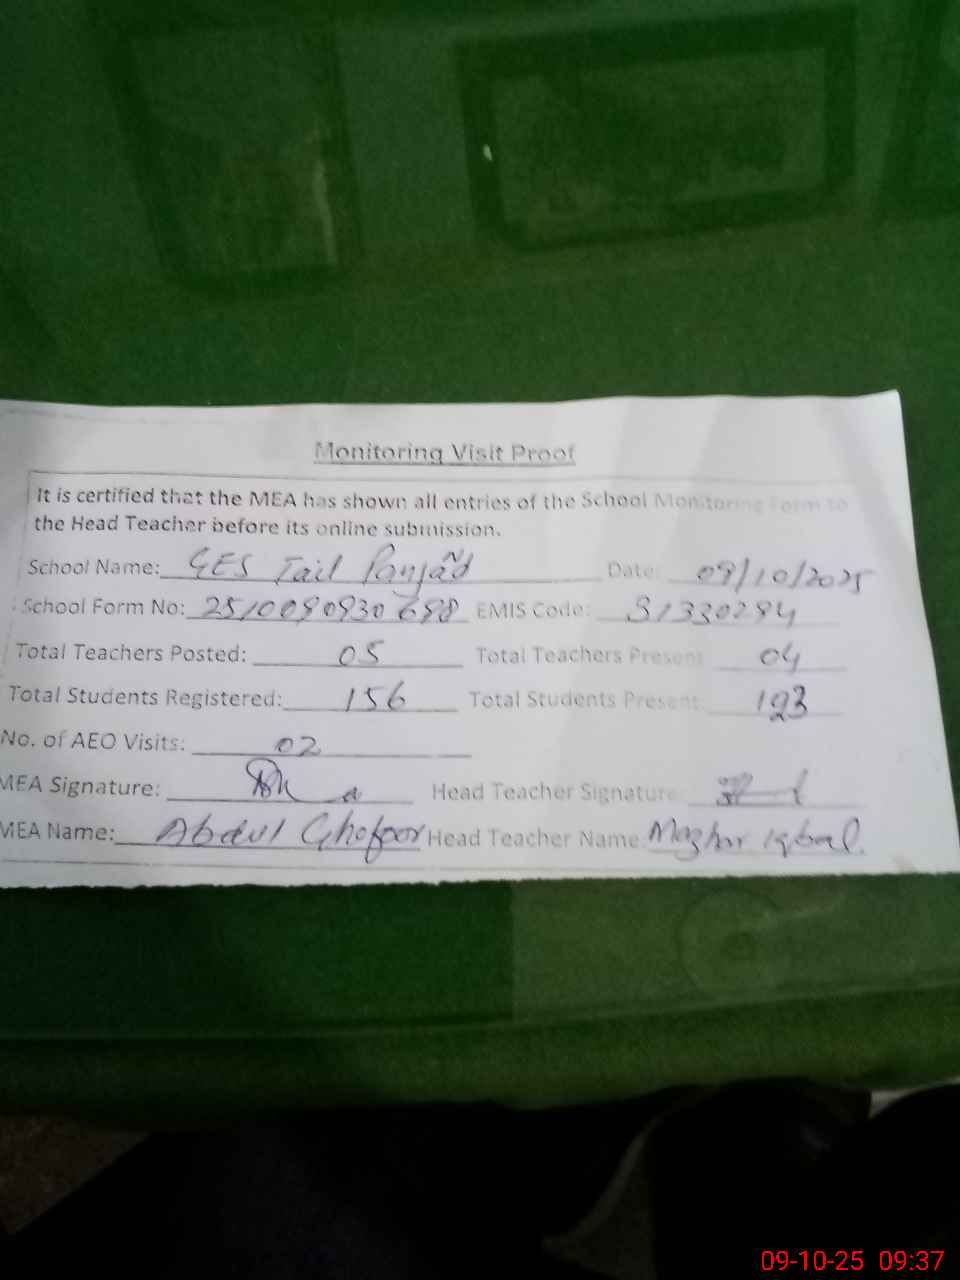 Monitoring Visit Proof
It is certified that the MEA has shown all entries of the School Monitoring Form to
the Head Teacher before its online submission.
School Name: GES Tail Panjad Date: 09/10/2025
School Form No: 2510090930698 EMIS Code: 31330294
Total Teachers Posted: 05 Total Teachers Present 04
Total Students Registered: 156 Total Students Present: 123
No. of AEO Visits: 02
MEA Signature: Head Teacher Signature:
MEA Name: Abdul Ghafoor Head Teacher Name: Mazhar Iqbal.
09-10-25 09:37